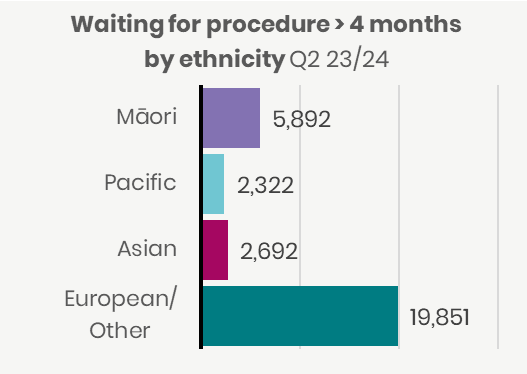 Waiting for procedure > 4 months
by ethnicity Q2 23/24
Māori
5,892
Pacific
2,322
Asian
2,692
European/
Other
19,851